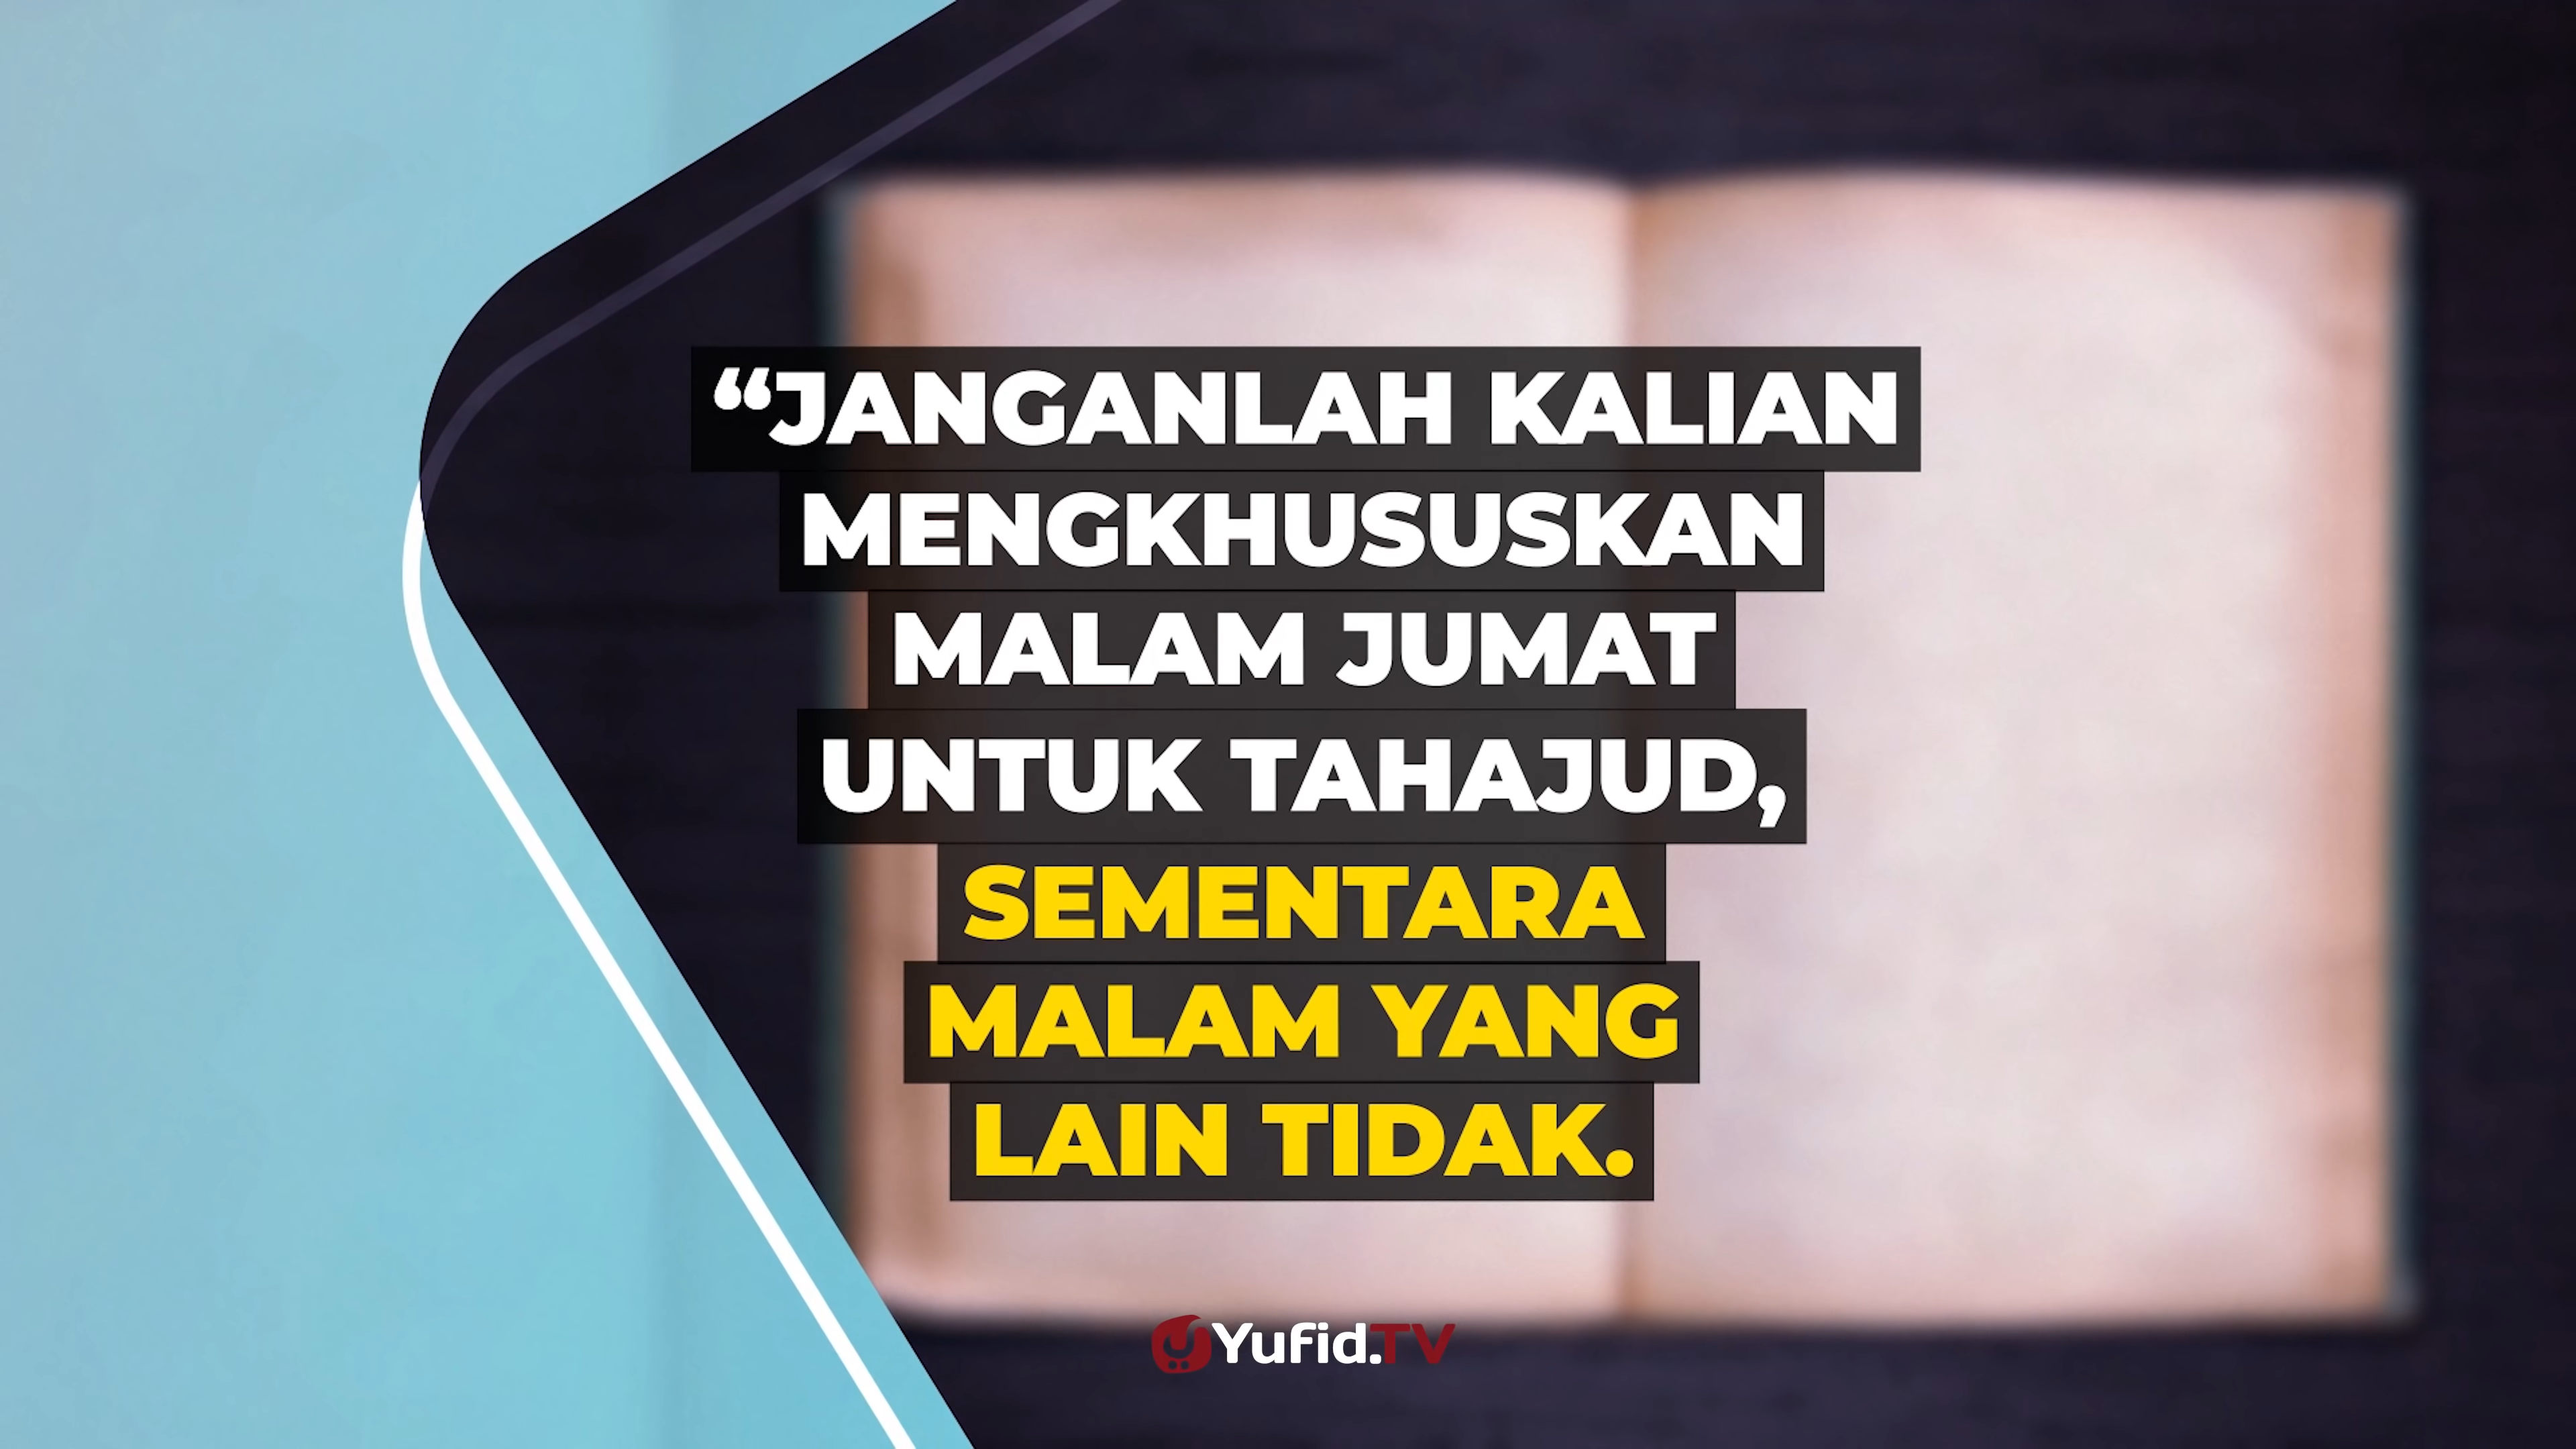 “JANGANLAH KALIAN
MENGKHUSUSKAN
MALAM JUMAT
UNTUK TAHAJUD,
SEMENTARA
MALAM YANG
LAIN TIDAK.
Yufid.TV